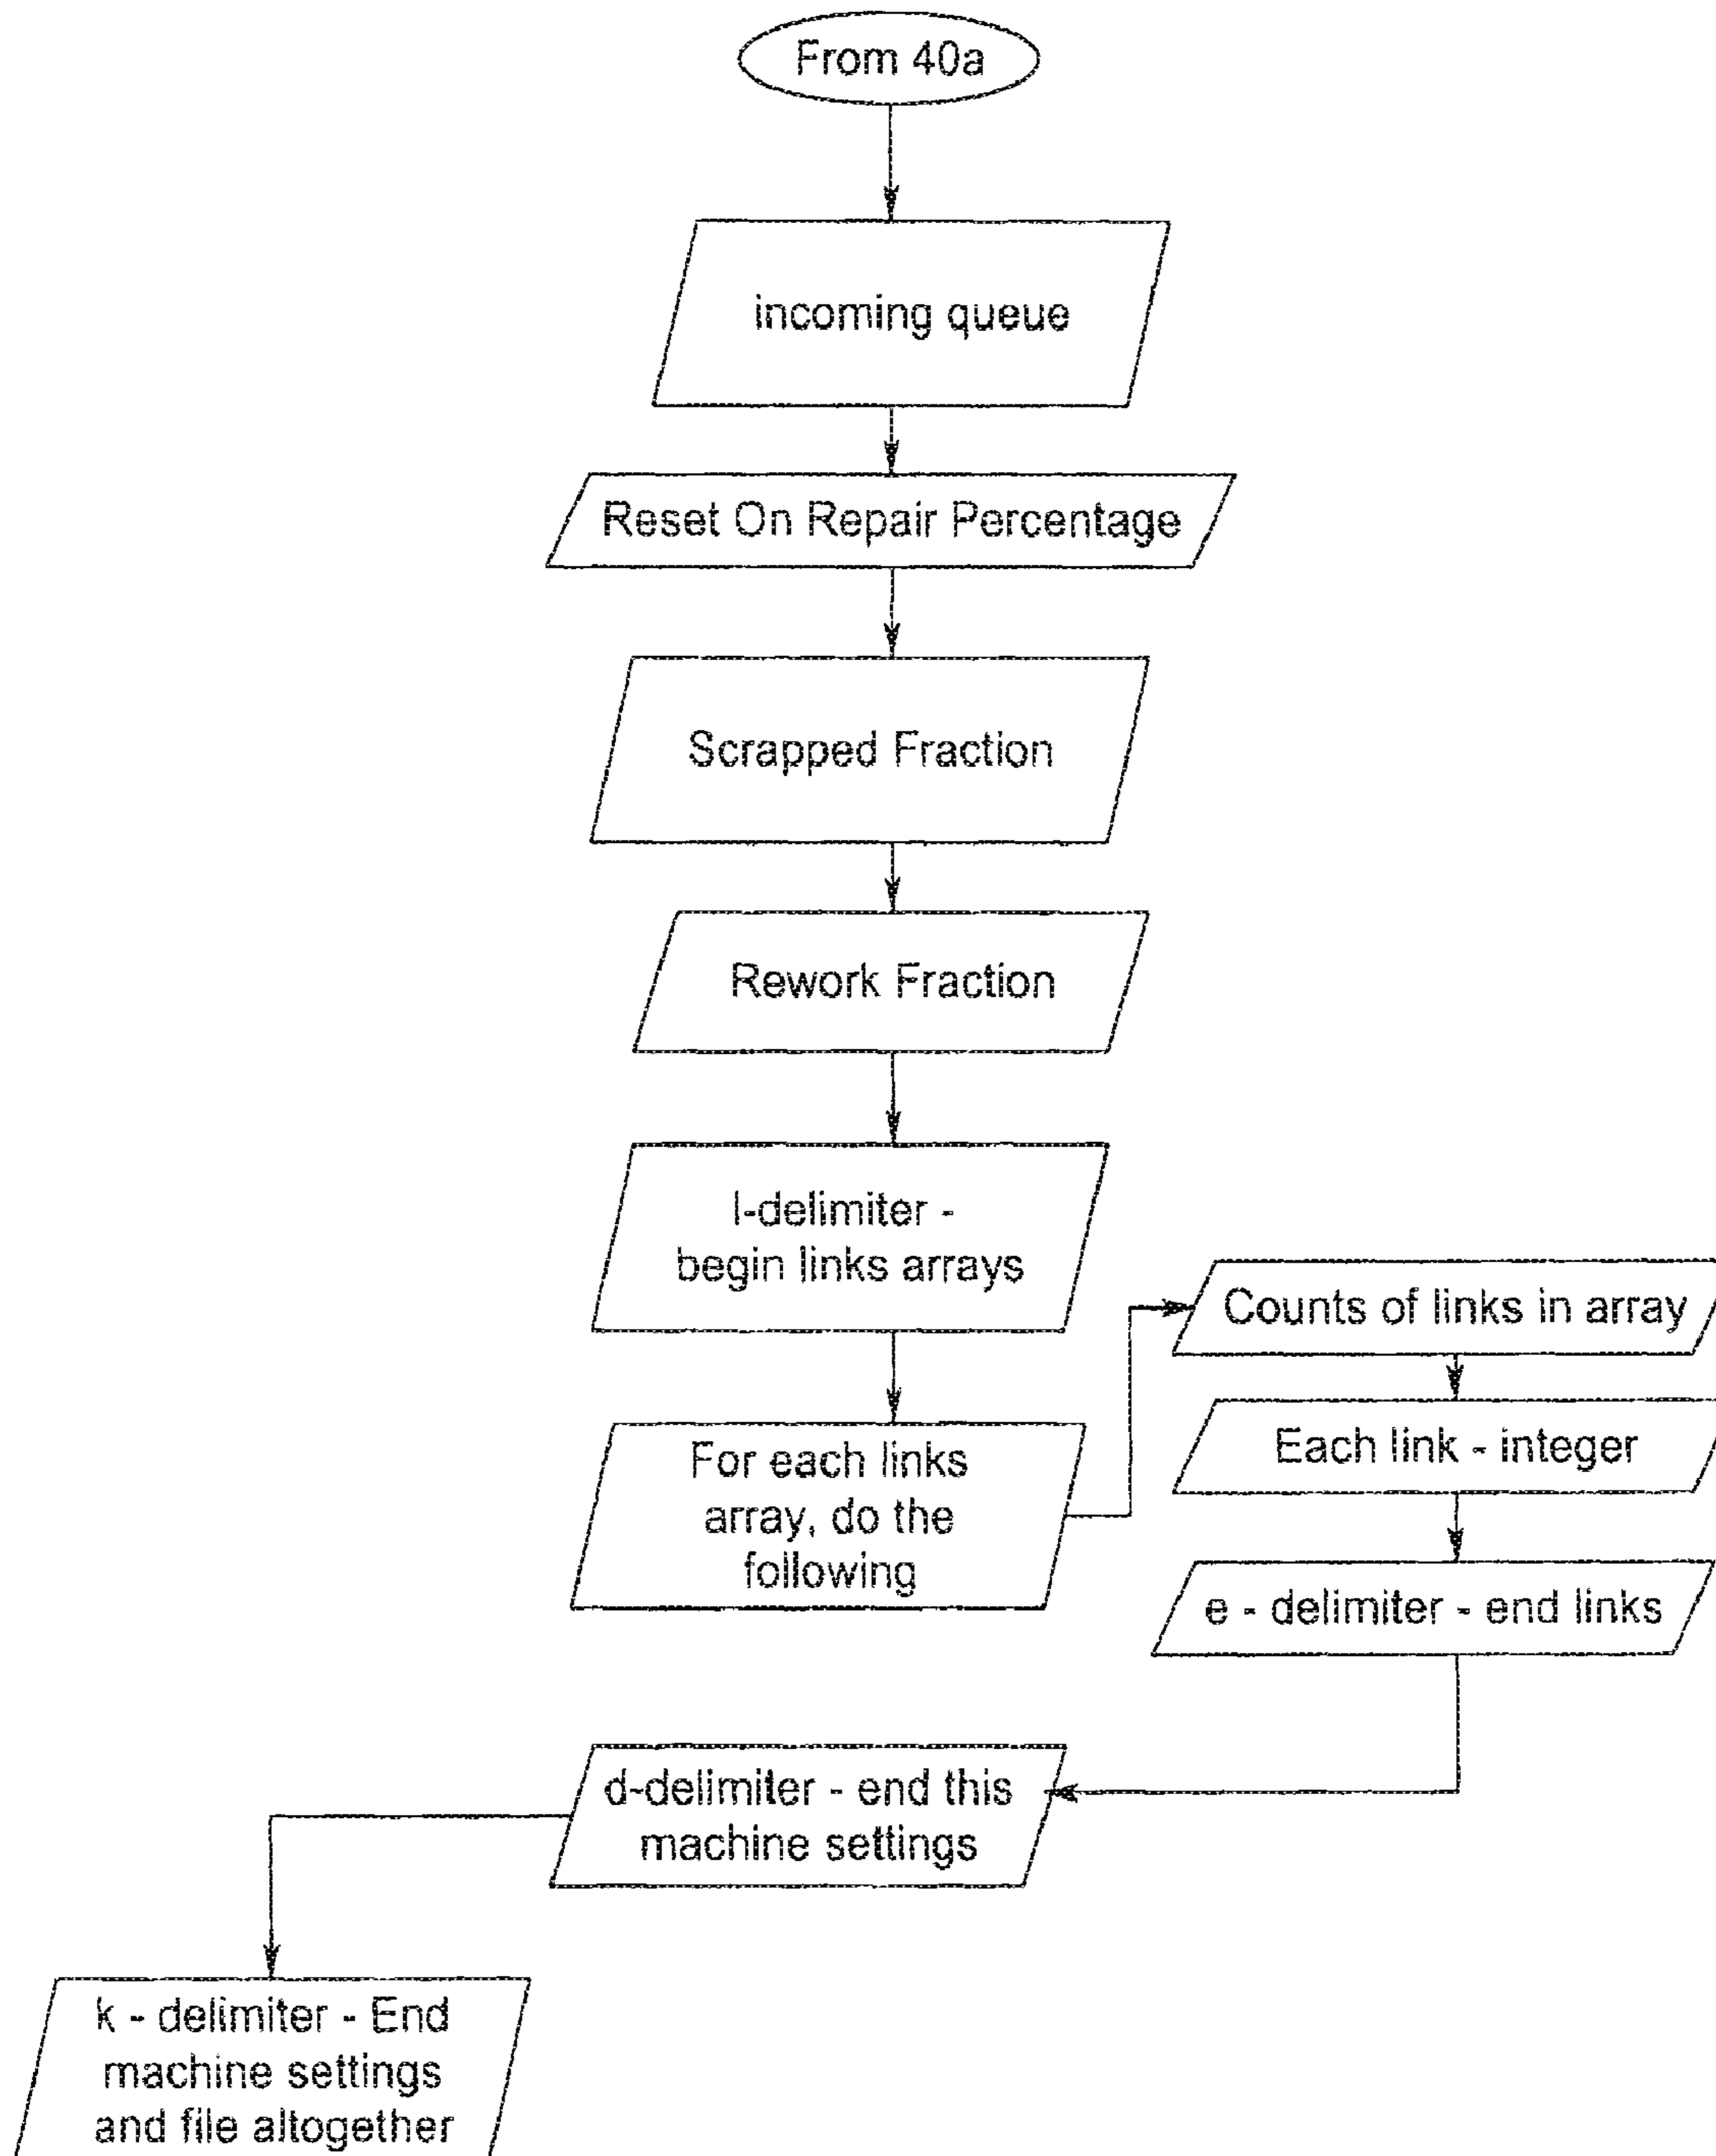 From 40a
incoming queue
Reset On Repair Percentage
Scrapped Fraction
Rework Fraction
l-delimiter -
begin links arrays
For each links
array, do the
following
Counts of links in array
Each link - integer
e - delimiter - end links
d-delimiter - end this
machine settings
k - delimiter - End
machine settings
and file altogether